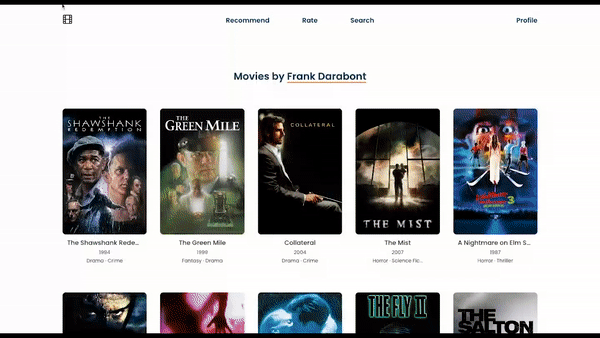 Recommend Rate Search Profile
Movies by Frank Darabont
THE
SHAWSHANK
REDEMPTION
THE
GREEN MILE
COLLATERAL
THE MIST
3
The Shawshank Rede...
The Green Mile
Collateral
The Mist
A Nightmare on Elm S...
1994
1999
2004
2007
1987
Drama · Crime
Fantasy · Drama
Drama · Crime
Horror · Science Fic...
Horror · Thriller
THE FLY II
THE
SALTON